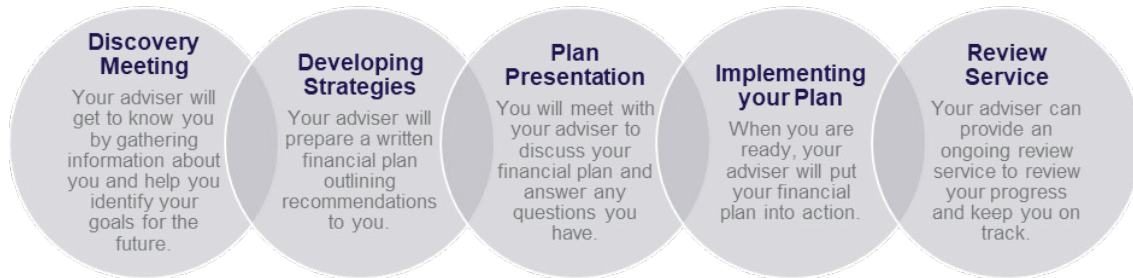 Discovery
Meeting
Your adviser will
get to know you
by gathering
information about
you and help you
identify your
goals for the
future.
Developing
Strategies
Your adviser will
prepare a written
financial plan
outlining
recommendations
to you.
Plan
Presentation
You will meet with
your adviser to
discuss your
financial plan and
answer any
questions you
have.
Implementing
your Plan
When you are
ready, your
adviser will put
your financial
plan into action.
Review
Service
Your adviser can
provide an
ongoing review
service to review
your progress
and keep you on
track.